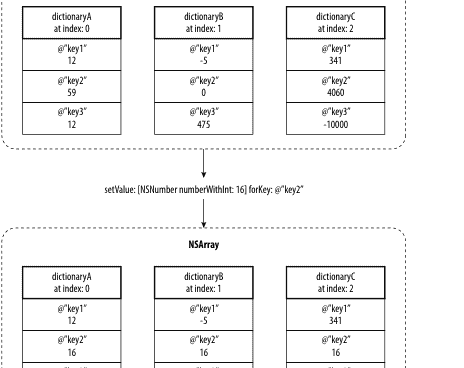 dictionaryA
at index: 0
dictionaryB
at index: 1
dictionaryC
at index: 2
@"key1"
12
@"key1"
-5
@"key1"
341
@"key2"
59
@"key2"
0
@"key2"
4060
@"key3"
12
@"key3"
475
@"key3"
-10000
setValue: [NSNumber numberWithInt: 16] forKey: @"key2"
NSArray
dictionaryA
at index: 0
dictionaryB
at index: 1
dictionaryC
at index: 2
@"key1"
12
@"key1"
-5
@"key1"
341
@"key2"
16
@"key2"
16
@"key2"
16